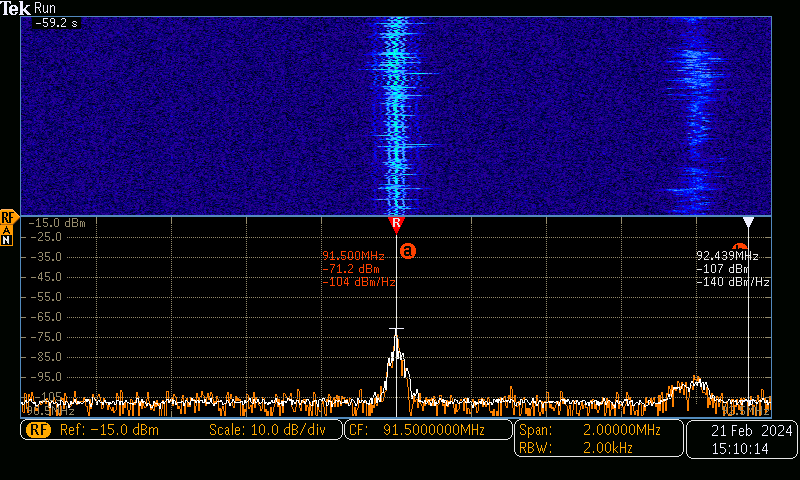 Tek Run
-59.2 s
RF
A
N
-15.0 dBm
-25.0
-35.0
-45.0
-55.0
-65.0
-75.0
-85.0
-95.0
-105
R
a
91.500MHz
-71.2 dBm
-104 dBm/Hz
92.439MHz
-107 dBm
-140 dBm/Hz
RF Ref: -15.0 dBm Scale: 10.0 dB/div
CF: 91.5000000MHz
Span: 2.00000MHz
RBW: 2.00kHz
21 Feb 2024
15:10:14